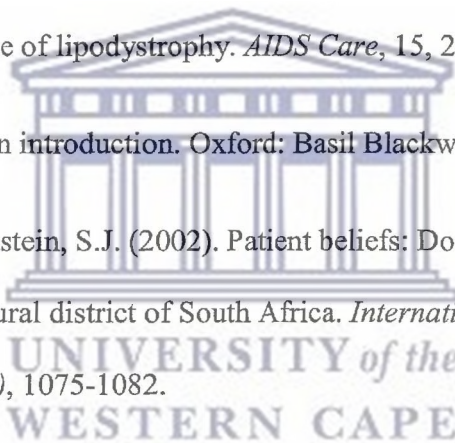 e of lipodystrophy. AIDS Care, 15, 2
n introduction. Oxford: Basil Blackw
stein, S.J. (2002). Patient beliefs: Do
ural district of South Africa. Internati
UNIVERSITY of the
), 1075-1082.
WESTERN CAPE